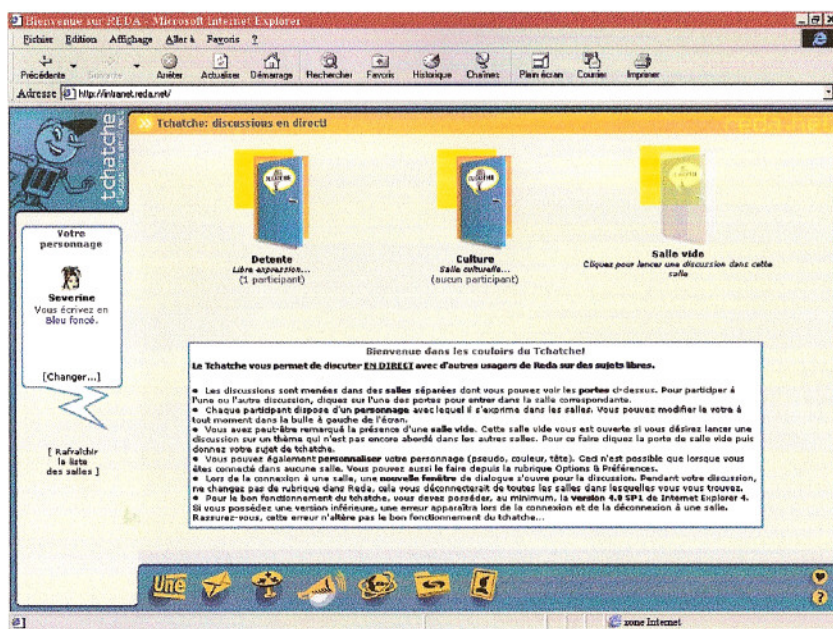 Bienvenue sur REDA - Microsoft Internet Explorer
Fichier Edition Affichage Aller à Favoris ?
Précédente Suivante Arrêter Actualiser Démarrage Rechercher Favoris Historique Chaînes Plein écran Courrier Imprimer
Adresse http://intranet.reda.net/
tchatche
discussions en direct
>> Tchatche: discussions en direct!
reda.net
Votre
personnage
Severine
Vous écrivez en
Bleu foncé.
[Changer...]
[ Rafraîchir
la liste
des salles ]
Detente
Libre expression...
(1 participant)
Culture
Salle culturelle...
(aucun participant)
Salle vide
Cliquez pour lancer une discussion dans cette
salle
Bienvenue dans les couloirs du Tchatche!
Le Tchatche vous permet de discuter EN DIRECT avec d'autres usagers de Reda sur des sujets libres.
• Les discussions sont menées dans des salles séparées dont vous pouvez voir les portes ci-dessus. Pour participer à
l'une ou l'autre discussion, cliquez sur l'une des portes pour entrer dans la salle correspondante.
• Chaque participant dispose d'un personnage avec lequel il s'exprime dans les salles. Vous pouvez modifier le votre à
tout moment dans la bulle à gauche de l'écran.
• Vous avez peut-être remarqué la présence d'une salle vide. Cette salle vide vous est ouverte si vous désirez lancer une
discussion sur un thème qui n'est pas encore abordé dans les autres salles. Pour ce faire cliquez la porte de salle vide puis
donnez votre sujet de tchatche.
• Vous pouvez également personnaliser votre personnage (pseudo, couleur, tête). Ceci n'est possible que lorsque vous
êtes connecté dans aucune salle. Vous pouvez aussi le faire depuis la rubrique Options & Préférences.
• Lors de la connexion à une salle, une nouvelle fenêtre de dialogue s'ouvre pour la discussion. Pendant votre discussion,
ne changez pas de rubrique dans Reda, cela vous déconnecterait de toutes les salles dans lesquelles vous vous trouvez.
• Pour le bon fonctionnement du tchatche, vous devez posséder, au minimum, la version 4.0 SP1 de Internet Explorer 4.
Si vous possédez une version inférieure, une erreur apparaîtra lors de la connexion et de la déconnexion à une salle.
Rassurez-vous, cette erreur n'altère pas le bon fonctionnement du tchatche...
Une
?
zone Internet